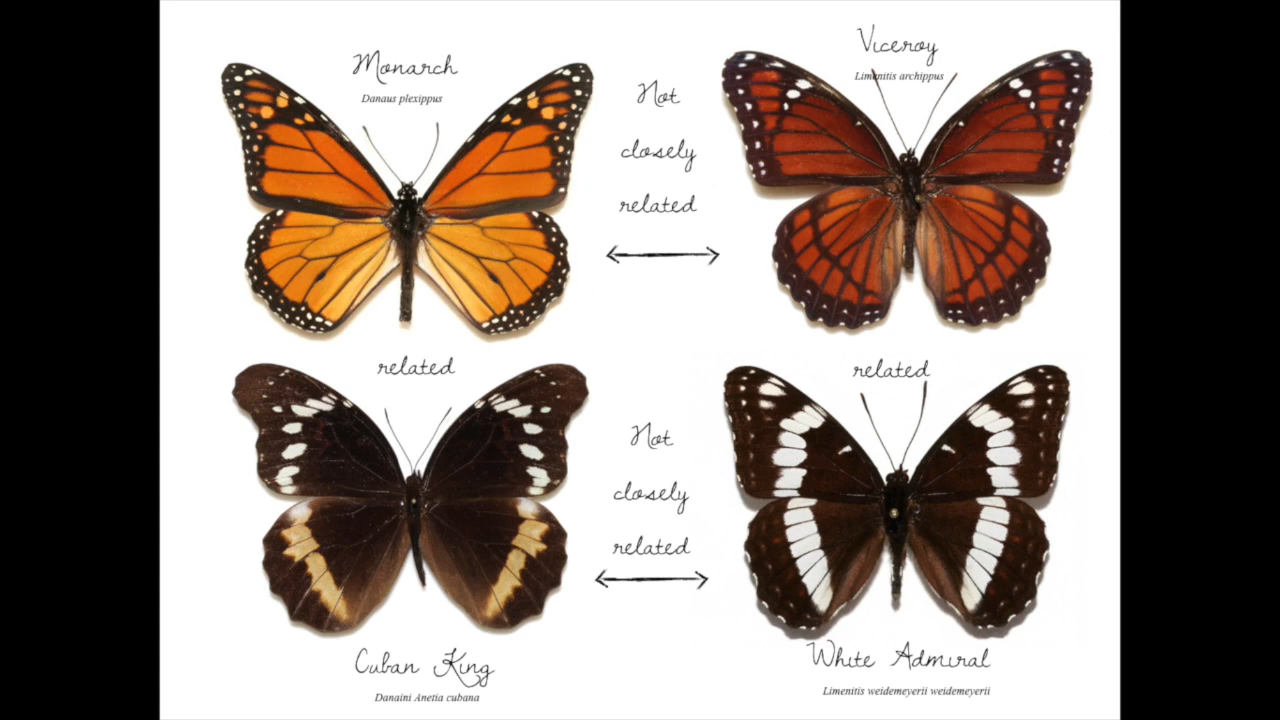 Monarch
Danaus plexippus
Viceroy
Limenitis archippus
Not
closely
related
related
related
Not
closely
related
Cuban King
Danaini Anetia cubana
White Admiral
Limenitis weidemeyerii weidemeyerii